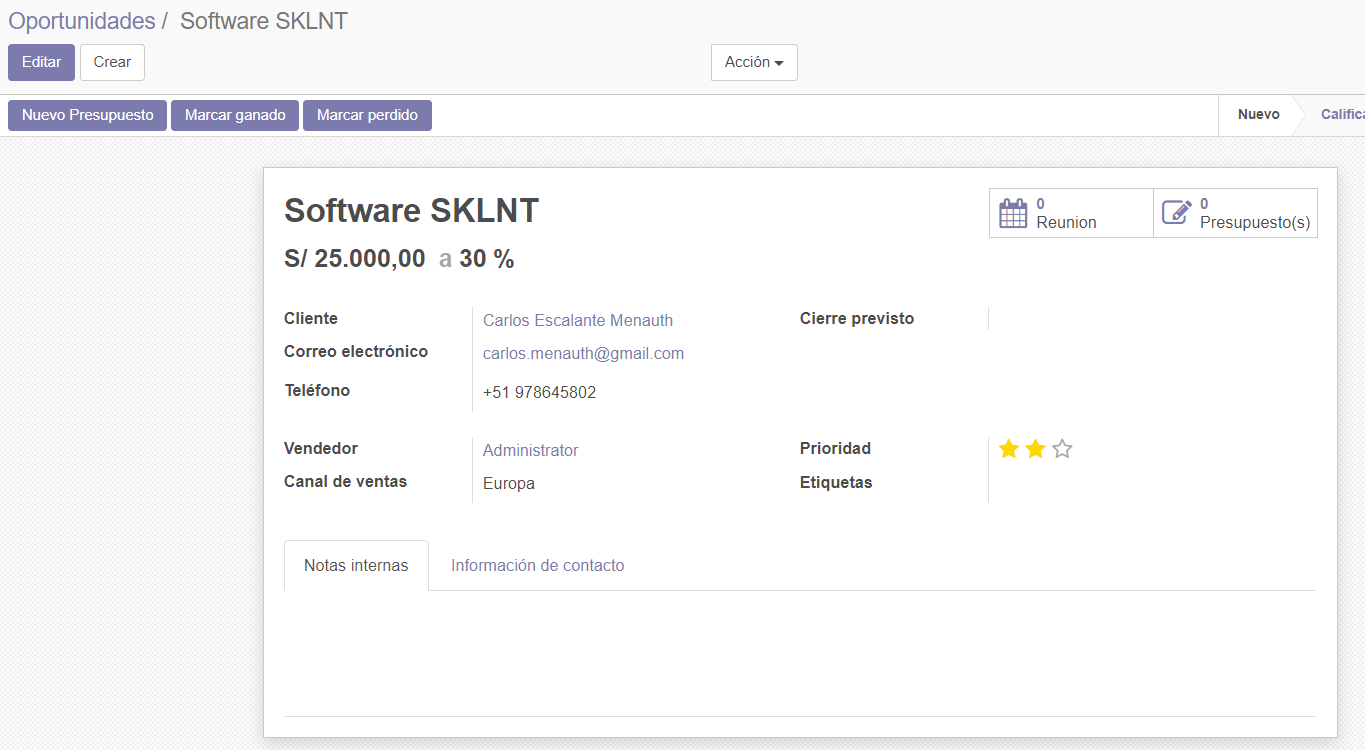 Oportunidades / Software SKLNT
Editar Crear Acción
Nuevo Presupuesto Marcar ganado Marcar perdido Nuevo Califica
Software SKLNT
0
Reunion
0
Presupuesto(s)
S/ 25.000,00 a 30 %
Cliente Carlos Escalante Menauth Cierre previsto
Correo electrónico carlos.menauth@gmail.com
Teléfono +51 978645802
Vendedor Administrator Prioridad
Canal de ventas Europa Etiquetas
Notas internas Información de contacto